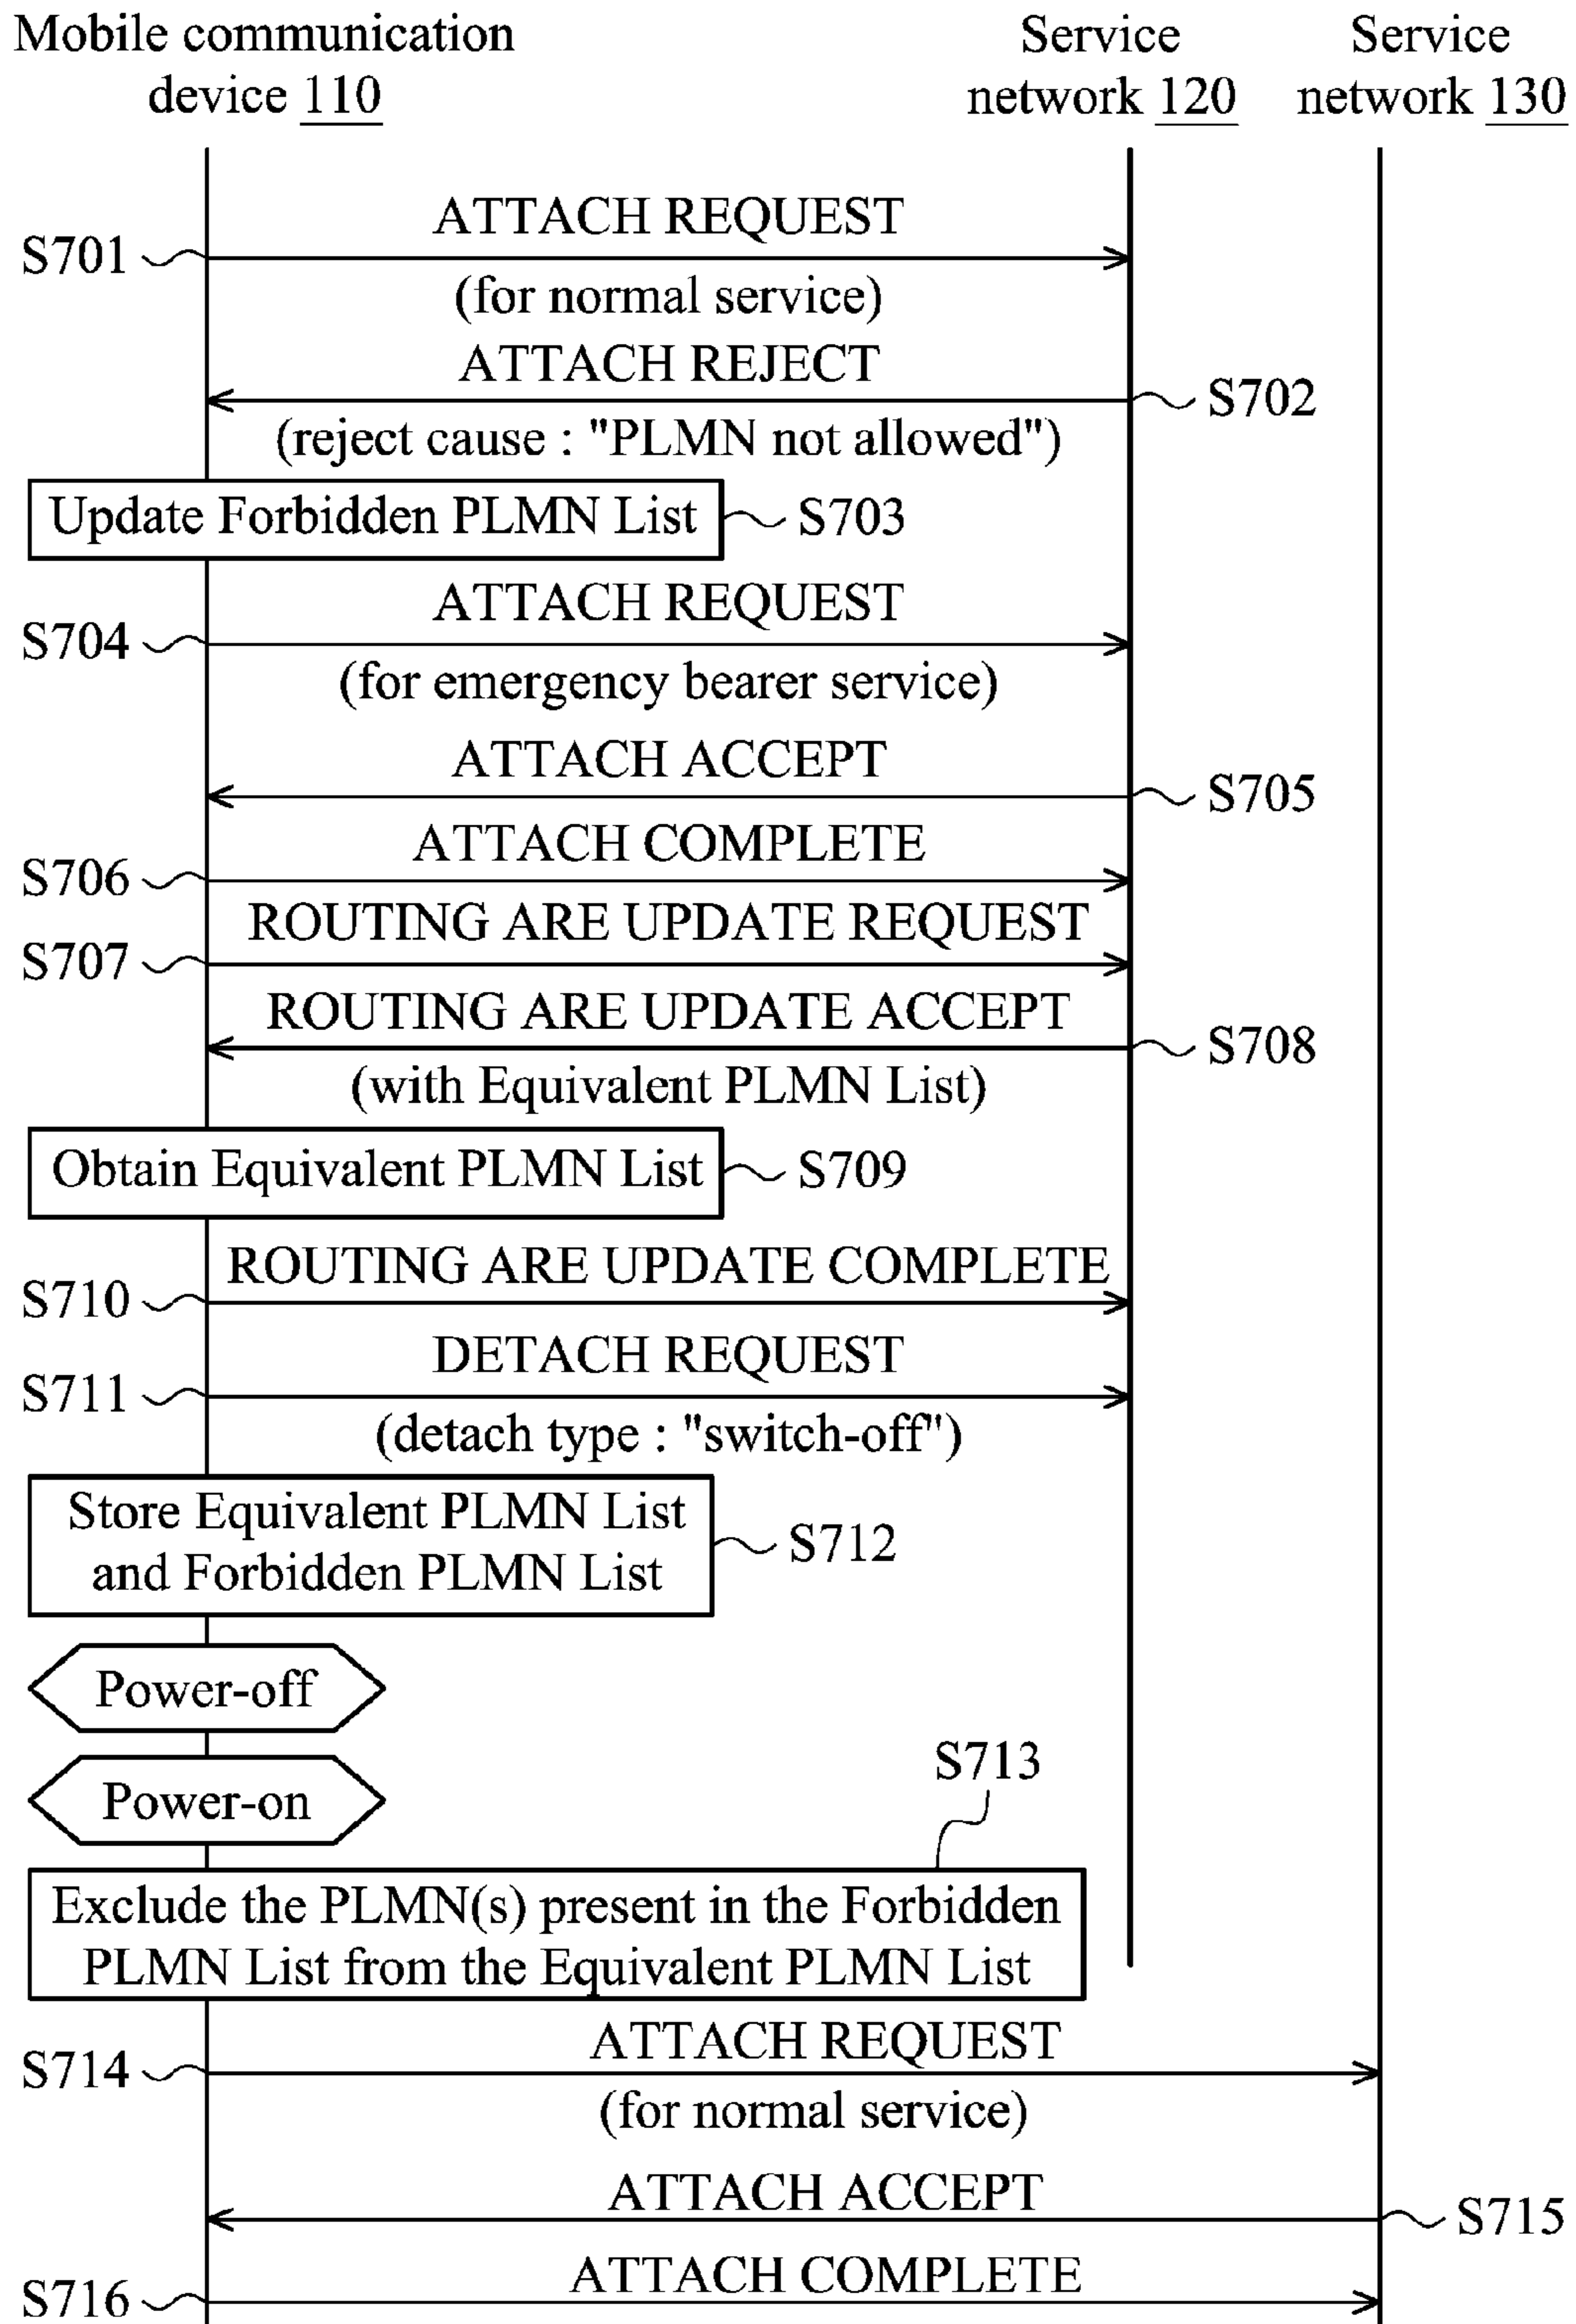 Mobile communication
device 110
Service
network 120
Service
network 130
ATTACH REQUEST
S701
(for normal service)
ATTACH REJECT
S702
(reject cause : "PLMN not allowed")
Update Forbidden PLMN List
S703
ATTACH REQUEST
S704
(for emergency bearer service)
ATTACH ACCEPT
S705
ATTACH COMPLETE
S706
ROUTING ARE UPDATE REQUEST
S707
ROUTING ARE UPDATE ACCEPT
S708
(with Equivalent PLMN List)
Obtain Equivalent PLMN List
S709
ROUTING ARE UPDATE COMPLETE
S710
DETACH REQUEST
S711
(detach type : "switch-off")
Store Equivalent PLMN List
and Forbidden PLMN List
S712
Power-off
Power-on
S713
Exclude the PLMN(s) present in the Forbidden
PLMN List from the Equivalent PLMN List
ATTACH REQUEST
S714
(for normal service)
ATTACH ACCEPT
S715
ATTACH COMPLETE
S716